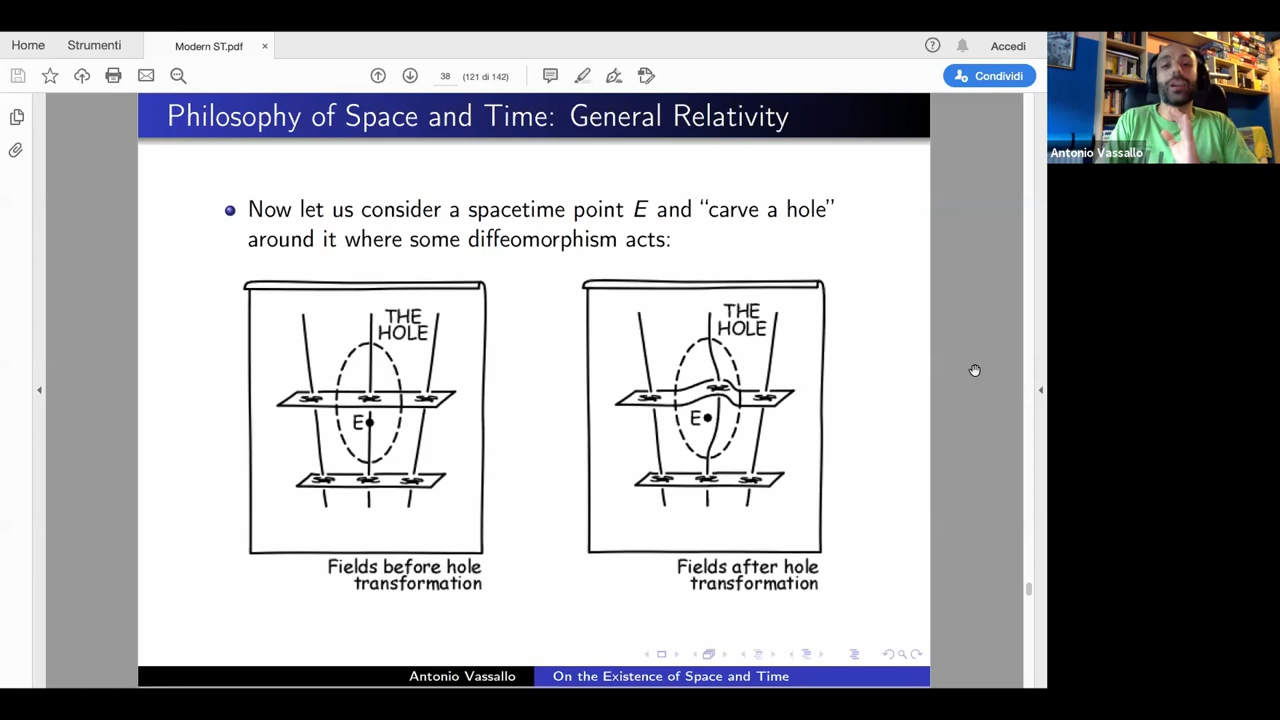 Home Strumenti Modern ST.pdf × Accedi
38 (121 di 142) Condividi
Antonio Vassallo
Philosophy of Space and Time: General Relativity
Now let us consider a spacetime point E and “carve a hole”
around it where some diffeomorphism acts:
THE
HOLE
E
Fields before hole
transformation
THE
HOLE
E
Fields after hole
transformation
Antonio Vassallo On the Existence of Space and Time